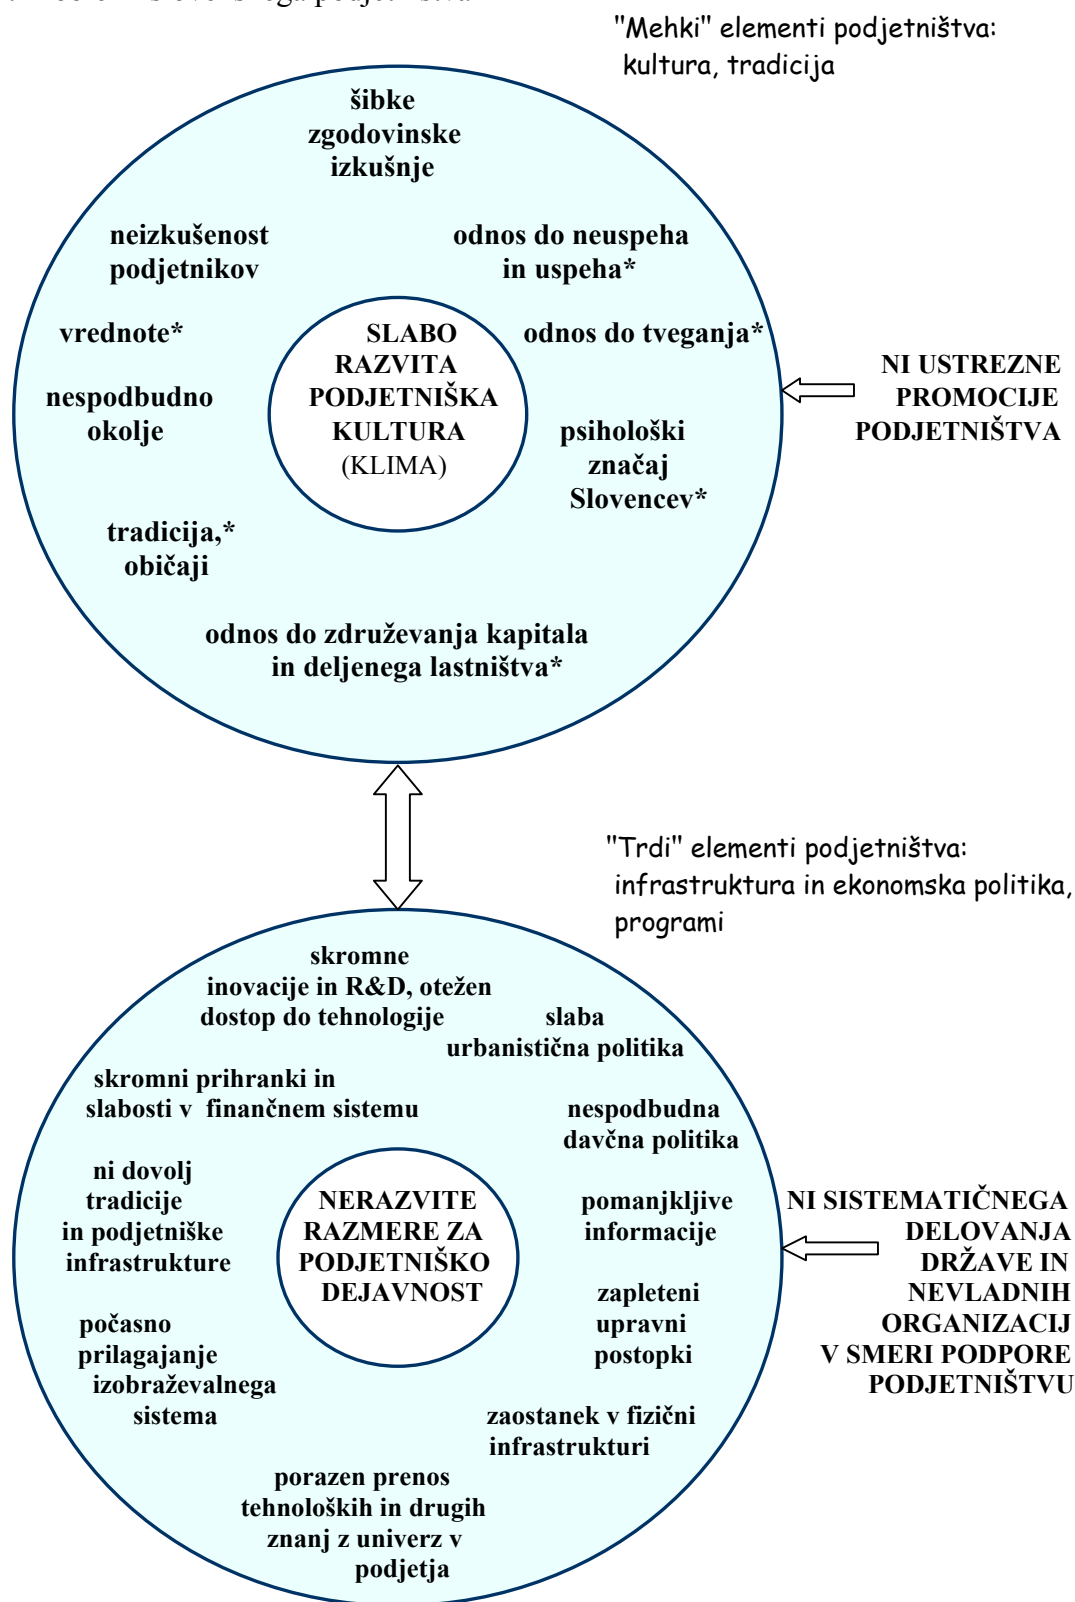 slovenskega podjetništva
"Mehki" elementi podjetništva:
kultura, tradicija
šibke
zgodovinske
izkušnje
neizkušenost
podjetnikov
odnos do neuspeha
in uspeha*
vrednote*
odnos do tveganja*
nespodbudno
okolje
SLABO
RAZVITA
PODJETNIŠKA
KULTURA
(KLIMA)
psihološki
značaj
Slovencev*
tradicija,*
običaji
odnos do združevanja kapitala
in deljenega lastništva*
NI USTREZNE
PROMOCIJE
PODJETNIŠTVA
"Trdi" elementi podjetništva:
infrastruktura in ekonomska politika,
programi
skromne
inovacije in R&D, otežen
dostop do tehnologije
slaba
urbanistična politika
skromni prihranki in
slabosti v finančnem sistemu
nespodbudna
davčna politika
ni dovolj
tradicije
in podjetniške
infrastrukture
NERAZVITE
RAZMERE ZA
PODJETNIŠKO
DEJAVNOST
pomanjkljive
informacije
zapleteni
upravni
postopki
počasno
prilagajanje
izobraževalnega
sistema
zaostanek v fizični
infrastrukturi
porazen prenos
tehnoloških in drugih
znanj z univerz v
podjetja
NI SISTEMATIČNEGA
DELOVANJA
DRŽAVE IN
NEVLADNIH
ORGANIZACIJ
V SMERI PODPORE
PODJETNIŠTVU